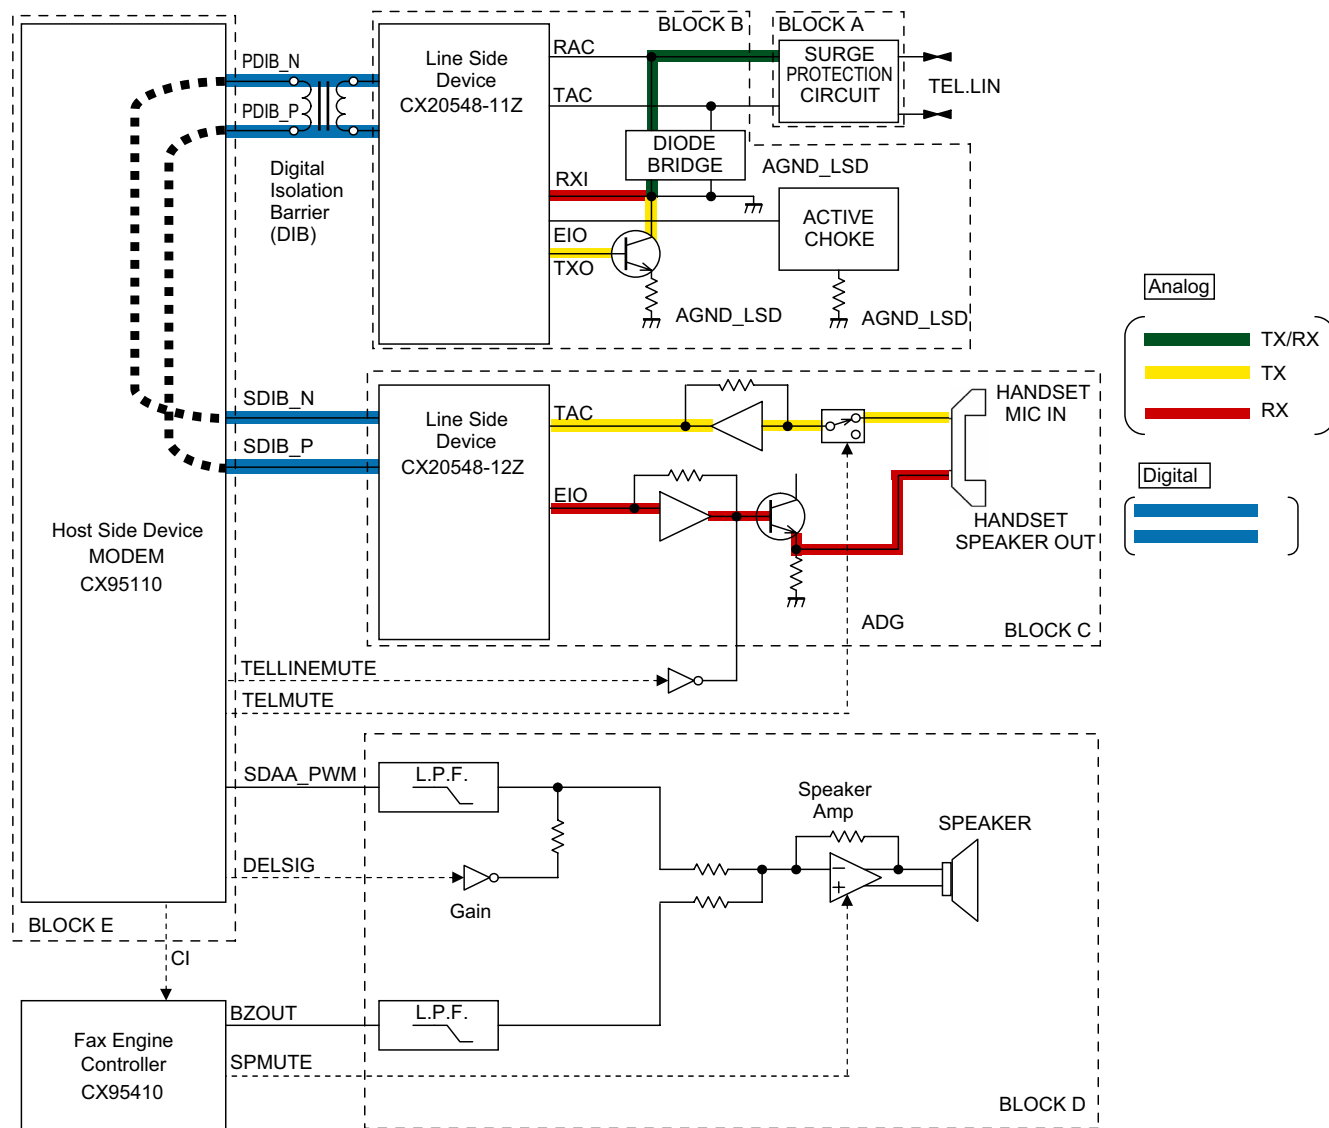 BLOCK B
BLOCK A
PDIB_N
PDIB_P
Digital
Isolation
Barrier
(DIB)
Line Side
Device
CX20548-11Z
RAC
TAC
RXI
EIO
TXO
DIODE
BRIDGE
SURGE
PROTECTION
CIRCUIT
TEL.LIN
AGND_LSD
ACTIVE
CHOKE
AGND_LSD
AGND_LSD
Analog
TX/RX
TX
RX
Digital
SDIB_N
SDIB_P
Line Side
Device
CX20548-12Z
TAC
EIO
HANDSET
MIC IN
HANDSET
SPEAKER OUT
ADG
BLOCK C
Host Side Device
MODEM
CX95110
TELLINEMUTE
TELMUTE
SDAA_PWM
L.P.F.
DELSIG
Gain
Speaker
Amp
SPEAKER
−
+
BLOCK E
CI
BZOUT
L.P.F.
SPMUTE
Fax Engine
Controller
CX95410
BLOCK D